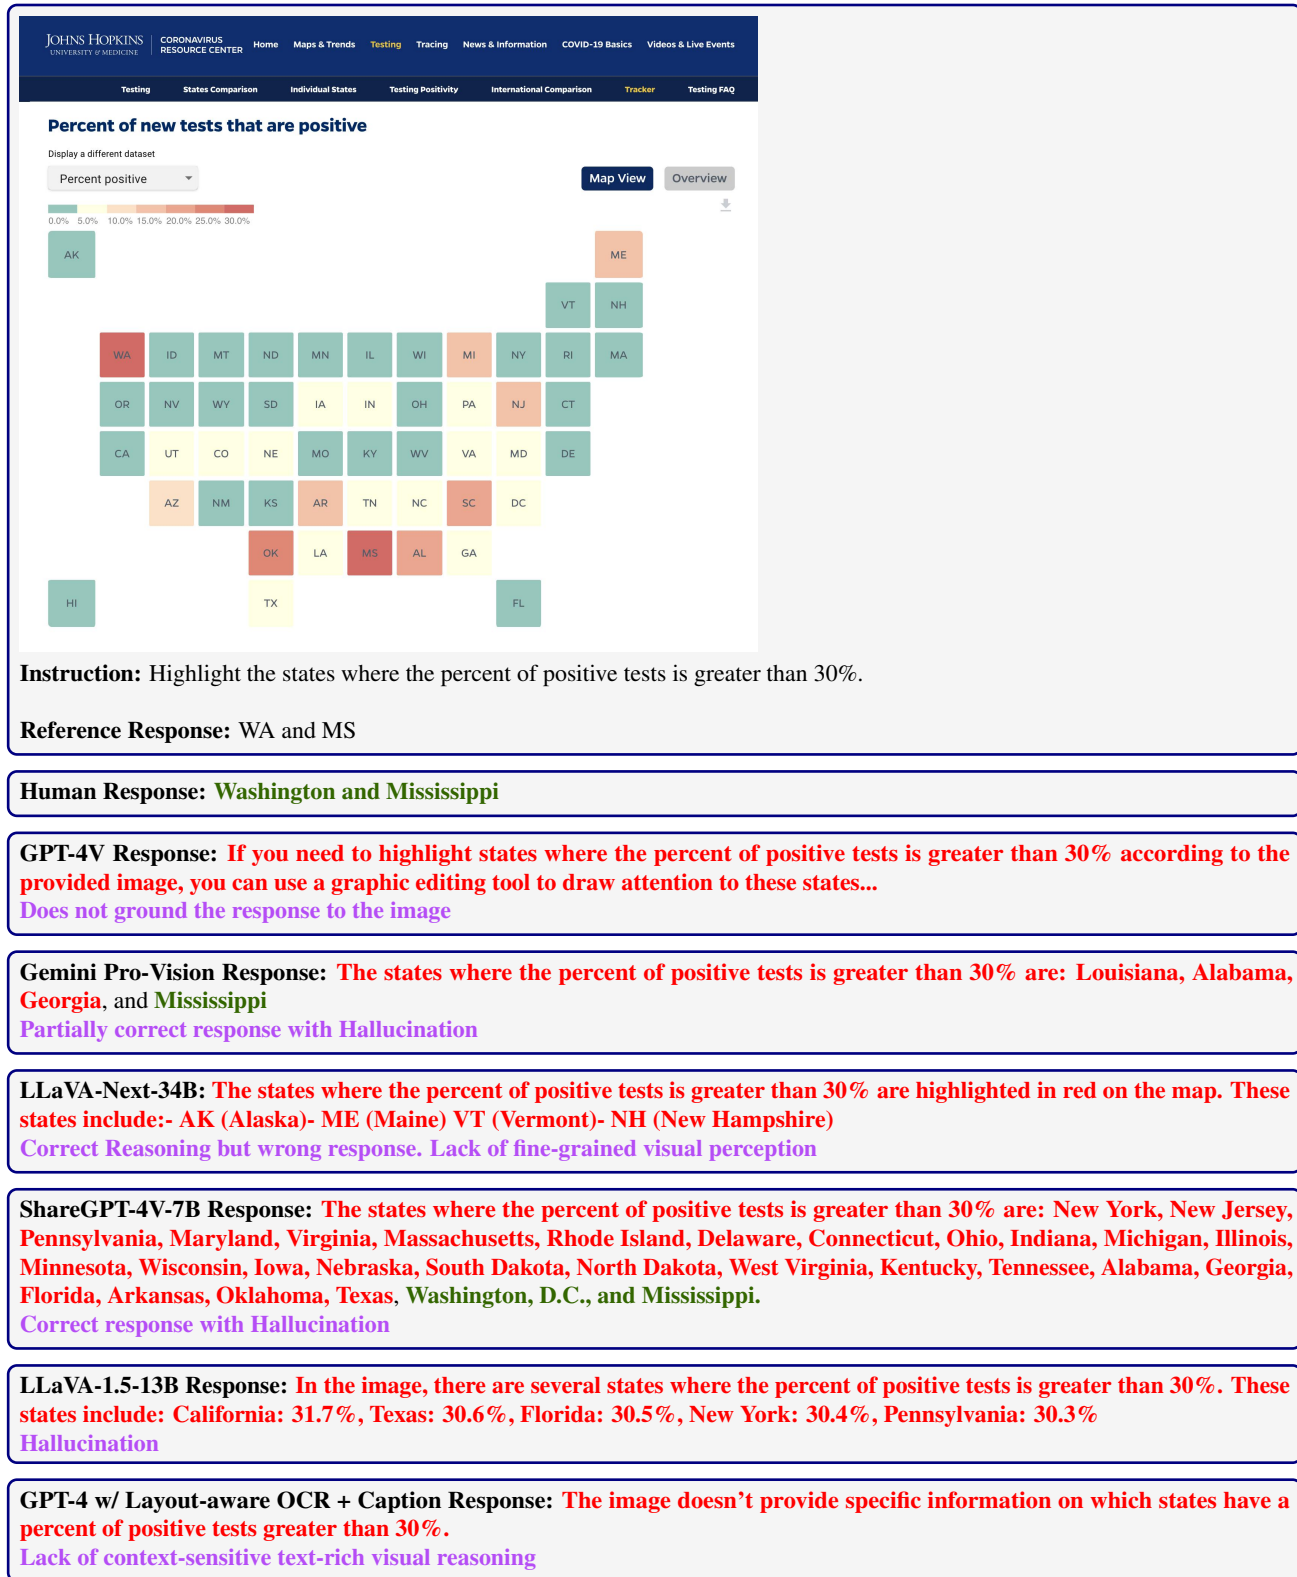 JOHNS HOPKINS
UNIVERSITY & MEDICINE
CORONAVIRUS
RESOURCE CENTER
Home Maps & Trends Testing Tracing News & Information COVID-19 Basics Videos & Live Events
Testing States Comparison Individual States Testing Positivity International Comparison Tracker Testing FAQ
Percent of new tests that are positive
Display a different dataset
Percent positive
Map View Overview
0.0% 5.0% 10.0% 15.0% 20.0% 25.0% 30.0%
AK ME
VT NH
WA ID MT ND MN IL WI MI NY RI MA
OR NV WY SD IA IN OH PA NJ CT
CA UT CO NE MO KY WV VA MD DE
AZ NM KS AR TN NC SC DC
OK LA MS AL GA
HI TX FL
Instruction: Highlight the states where the percent of positive tests is greater than 30%.
Reference Response: WA and MS
Human Response: Washington and Mississippi
GPT-4V Response: If you need to highlight states where the percent of positive tests is greater than 30% according to the
provided image, you can use a graphic editing tool to draw attention to these states...
Does not ground the response to the image
Gemini Pro-Vision Response: The states where the percent of positive tests is greater than 30% are: Louisiana, Alabama,
Georgia, and Mississippi
Partially correct response with Hallucination
LLaVA-Next-34B: The states where the percent of positive tests is greater than 30% are highlighted in red on the map. These
states include:- AK (Alaska)- ME (Maine) VT (Vermont)- NH (New Hampshire)
Correct Reasoning but wrong response. Lack of fine-grained visual perception
ShareGPT-4V-7B Response: The states where the percent of positive tests is greater than 30% are: New York, New Jersey,
Pennsylvania, Maryland, Virginia, Massachusetts, Rhode Island, Delaware, Connecticut, Ohio, Indiana, Michigan, Illinois,
Minnesota, Wisconsin, Iowa, Nebraska, South Dakota, North Dakota, West Virginia, Kentucky, Tennessee, Alabama, Georgia,
Florida, Arkansas, Oklahoma, Texas, Washington, D.C., and Mississippi.
Correct response with Hallucination
LLaVA-1.5-13B Response: In the image, there are several states where the percent of positive tests is greater than 30%. These
states include: California: 31.7%, Texas: 30.6%, Florida: 30.5%, New York: 30.4%, Pennsylvania: 30.3%
Hallucination
GPT-4 w/ Layout-aware OCR + Caption Response: The image doesn't provide specific information on which states have a
percent of positive tests greater than 30%.
Lack of context-sensitive text-rich visual reasoning